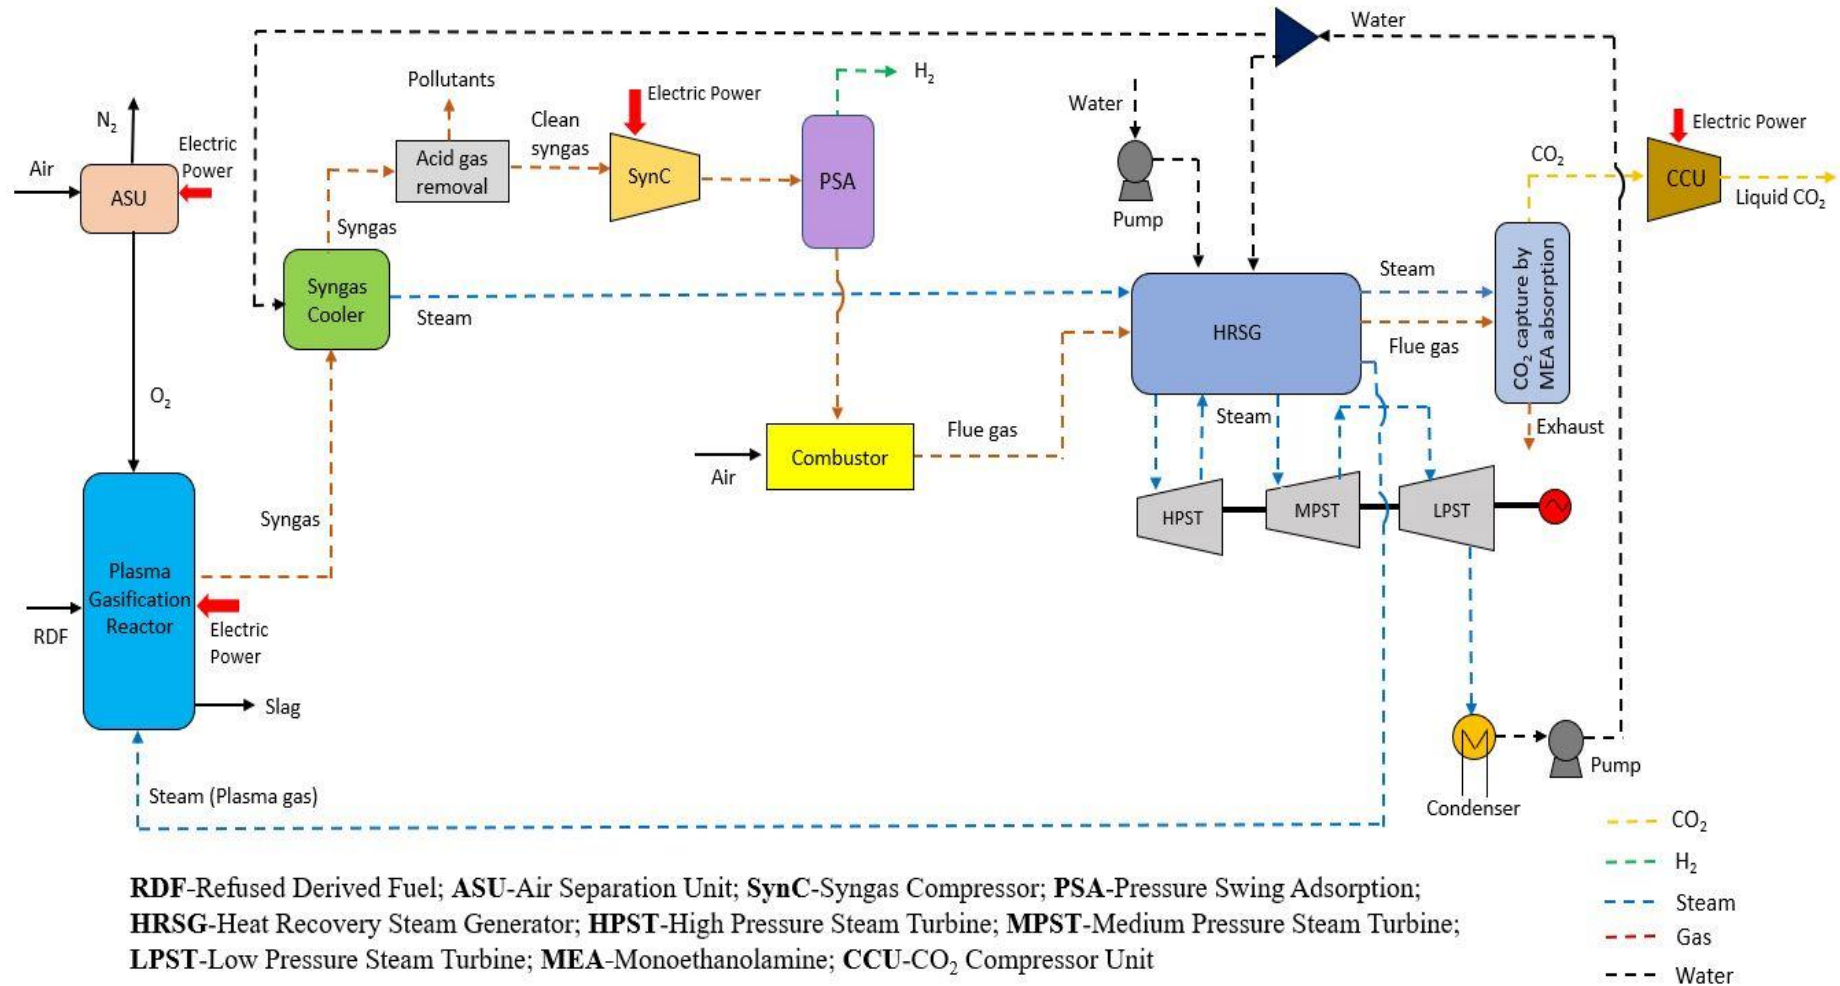 Water
Pollutants
H₂
Electric Power
Water
N₂
Clean
syngas
Electric
Power
Electric Power
Air
Acid gas
removal
SynC
PSA
CO₂
CCU
ASU
Liquid CO₂
Pump
Syngas
Syngas
Cooler
Steam
Steam
HRSG
Flue gas
CO₂ capture by
MEA absorption
O₂
Steam
Exhaust
Flue gas
Combustor
Air
HPST
MPST
LPST
Syngas
Plasma
Gasification
Reactor
RDF
Electric
Power
Slag
Pump
Steam (Plasma gas)
Condenser
CO₂
H₂
Steam
Gas
Water
RDF-Refused Derived Fuel; ASU-Air Separation Unit; SynC-Syngas Compressor; PSA-Pressure Swing Adsorption;
HRSG-Heat Recovery Steam Generator; HPST-High Pressure Steam Turbine; MPST-Medium Pressure Steam Turbine;
LPST-Low Pressure Steam Turbine; MEA-Monoethanolamine; CCU-CO₂ Compressor Unit